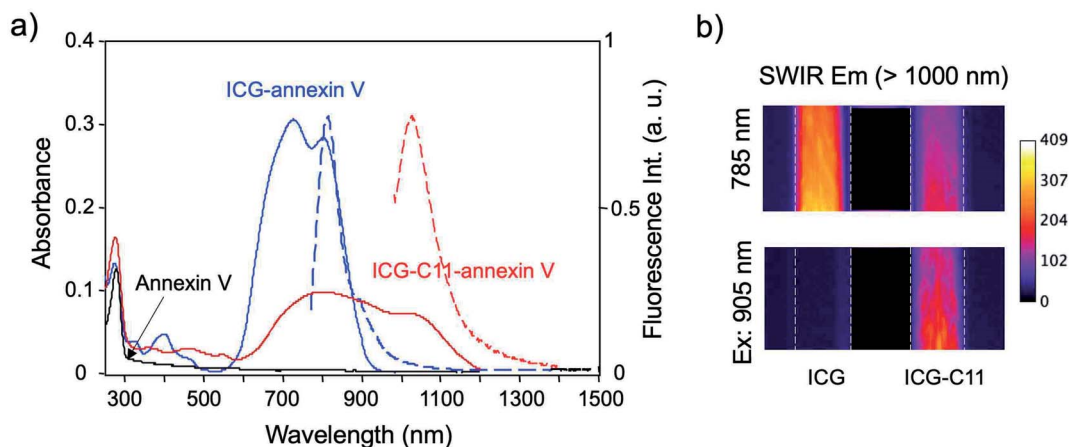 a)
0.4
0.3
0.2
0.1
0
Absorbance
ICG-annexin V
Annexin V
ICG-C11-annexin V
1
0.5
0
Fluorescence Int. (a. u.)
300 500 700 900 1100 1300 1500
Wavelength (nm)
b)
SWIR Em (> 1000 nm)
785 nm
Ex: 905 nm
409
307
204
102
0
ICG ICG-C11